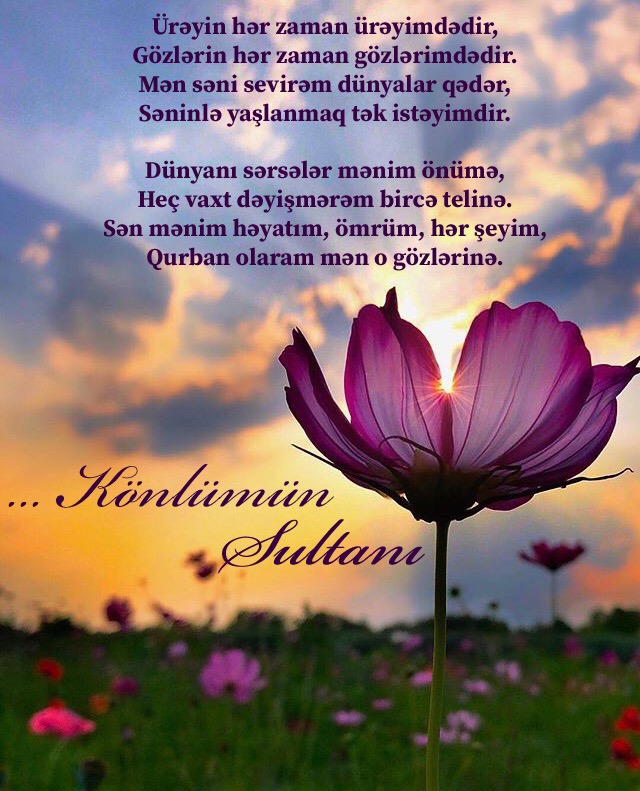 Ürəyin hər zaman ürəyimdədir,
Gözlərin hər zaman gözlərimdədir.
Mən səni sevirəm dünyalar qədər,
Səninlə yaşlanmaq tək istəyimdir.
Dünyanı sərsələr mənim önümə,
Heç vaxt dəyişmərəm bircə telinə.
Sən mənim həyatım, ömrüm, hər şeyim,
Qurban olaram mən o gözlərinə.
... Könlümün
Sultanı